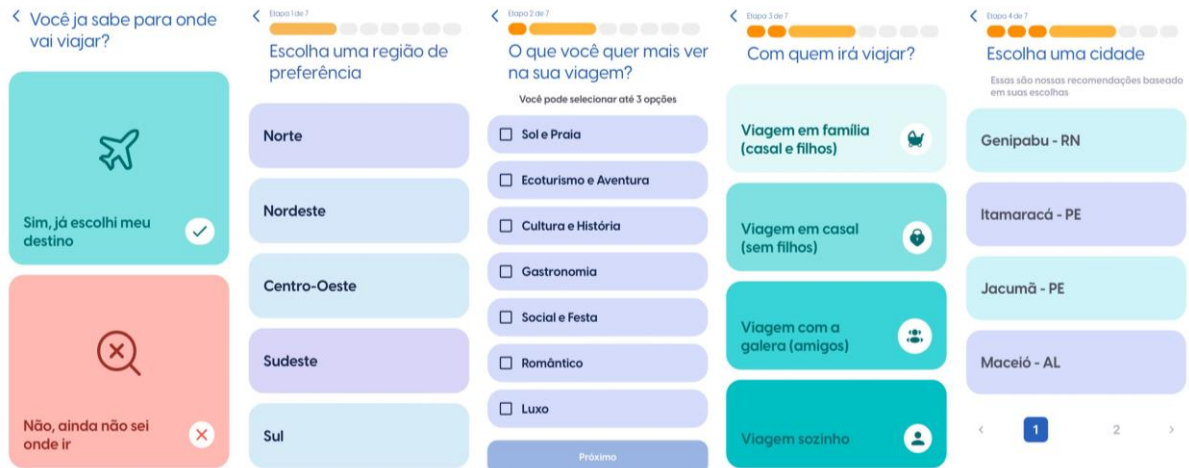 Você ja sabe para onde
vai viajar?
Sim, já escolhi meu
destino
Não, ainda não sei
onde ir
Etapa 1 de 7
Escolha uma região de
preferência
Norte
Nordeste
Centro-Oeste
Sudeste
Sul
Etapa 2 de 7
O que você quer mais ver
na sua viagem?
Você pode selecionar até 3 opções
Sol e Praia
Ecoturismo e Aventura
Cultura e História
Gastronomia
Social e Festa
Romântico
Luxo
Próximo
Etapa 3 de 7
Com quem irá viajar?
Viagem em família
(casal e filhos)
Viagem em casal
(sem filhos)
Viagem com a
galera (amigos)
Viagem sozinho
Etapa 4 de 7
Escolha uma cidade
Essas são nossas recomendações baseado
em suas escolhas
Genipabu - RN
Itamaracá - PE
Jacumã - PE
Maceió - AL
< 1 2 >